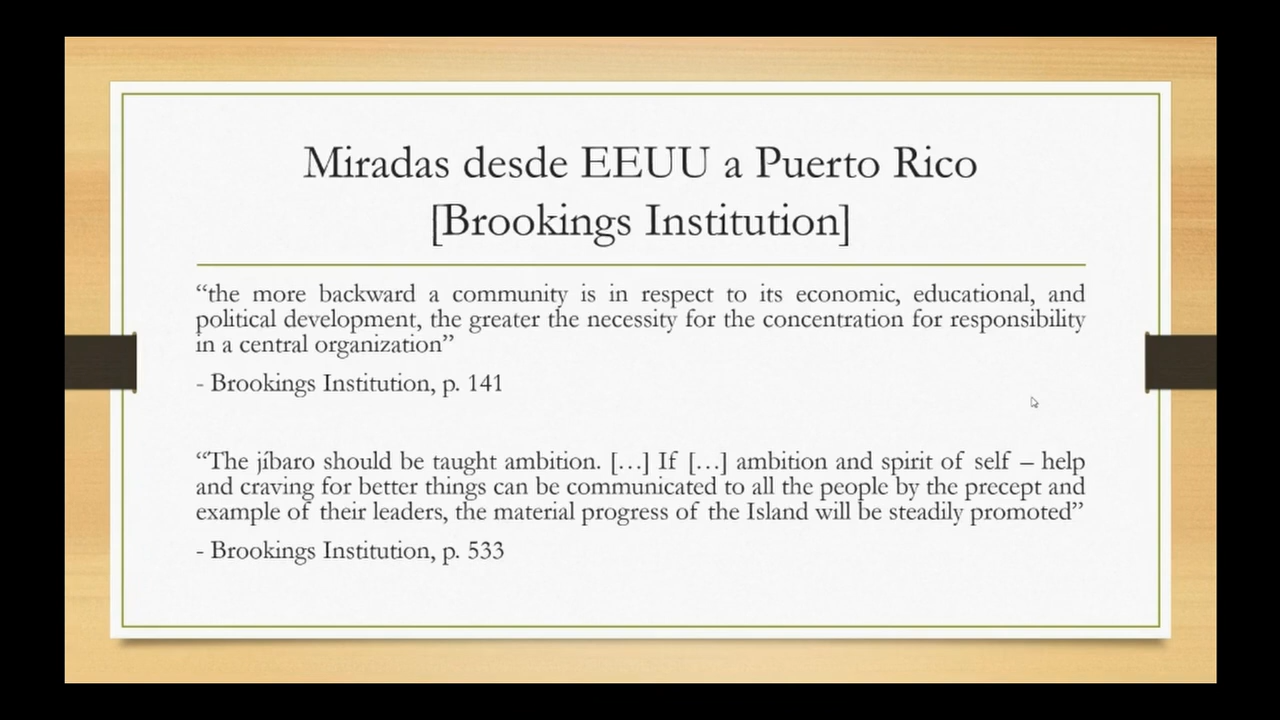 Miradas desde EEUU a Puerto Rico
[Brookings Institution]
“the more backward a community is in respect to its economic, educational, and
political development, the greater the necessity for the concentration for responsibility
in a central organization”
- Brookings Institution, p. 141
“The jíbaro should be taught ambition. […] If […] ambition and spirit of self – help
and craving for better things can be communicated to all the people by the precept and
example of their leaders, the material progress of the Island will be steadily promoted”
- Brookings Institution, p. 533